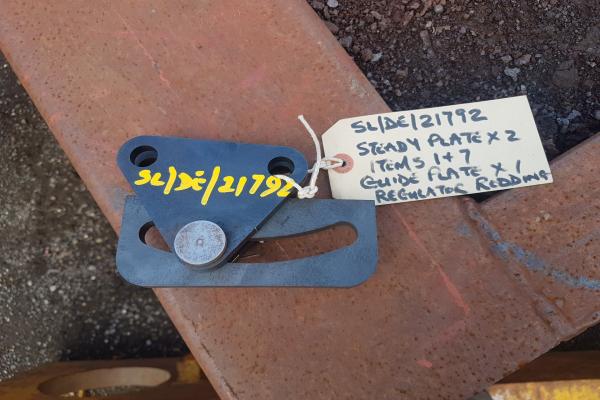 SL/DE/21792
SL/DE/21792
STEADY PLATE X 2
ITEMS 1+7
GUIDE PLATE X 1
REGULATOR RODDING